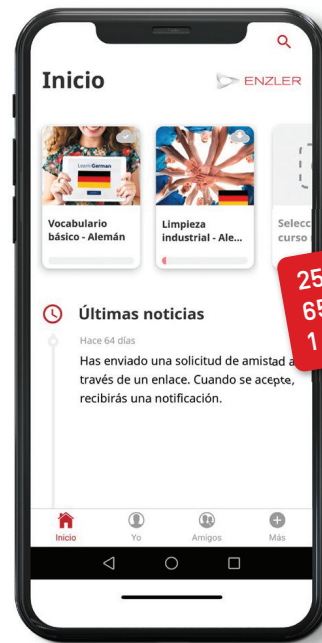 Inicio
ENZLER
Learn German
Vocabulario
básico - Alemán
Limpieza
industrial - Ale...
Selecc
curso
25
65
1
Últimas noticias
Hace 64 días
Has enviado una solicitud de amistad a
través de un enlace. Cuando se acepte,
recibirás una notificación.
Inicio
Yo
Amigos
Más